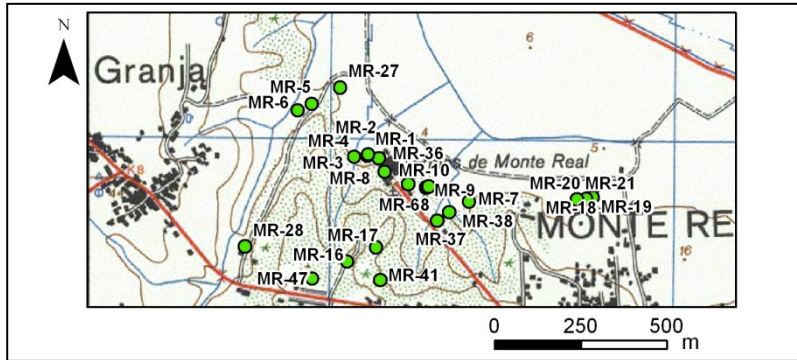 N
6
Granja
MR-27
MR-5
MR-6
MR-2
MR-1
4
MR-4
MR-36
5
K8
MR-3
de Monte Real
MR-10
MR-8
MR-9
MR-7
MR-20
MR-21
44
MR-68
MR-38
MR-18
MR-19
MONTE RE
MR-37
MR-28
MR-17
MR-16
16
MR-47
MR-41
0 250 500
m